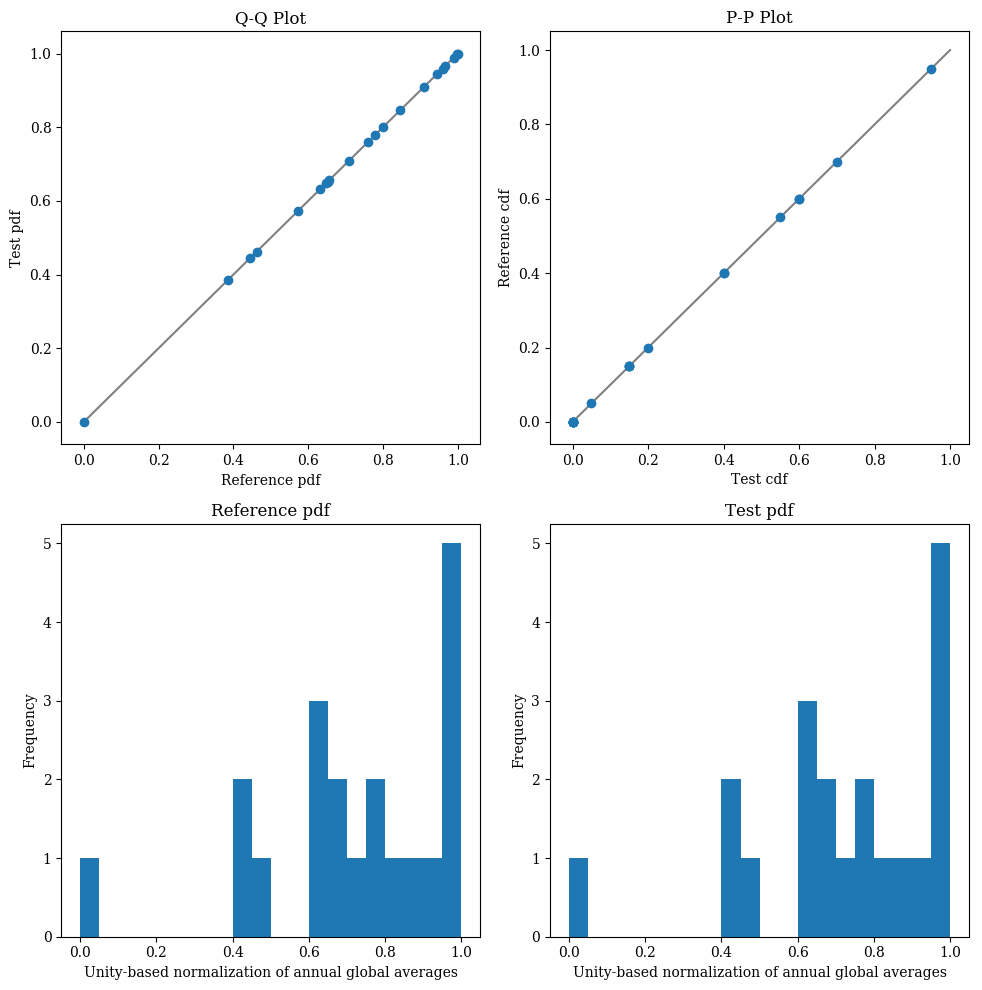 Q-Q Plot
1.0
0.8
0.6
0.4
0.2
0.0
Test pdf
0.0 0.2 0.4 0.6 0.8 1.0
Reference pdf
P-P Plot
1.0
0.8
0.6
0.4
0.2
0.0
Reference cdf
0.0 0.2 0.4 0.6 0.8 1.0
Test cdf
Reference pdf
5
4
3
2
1
0
Frequency
0.0 0.2 0.4 0.6 0.8 1.0
Unity-based normalization of annual global averages
Test pdf
5
4
3
2
1
0
Frequency
0.0 0.2 0.4 0.6 0.8 1.0
Unity-based normalization of annual global averages